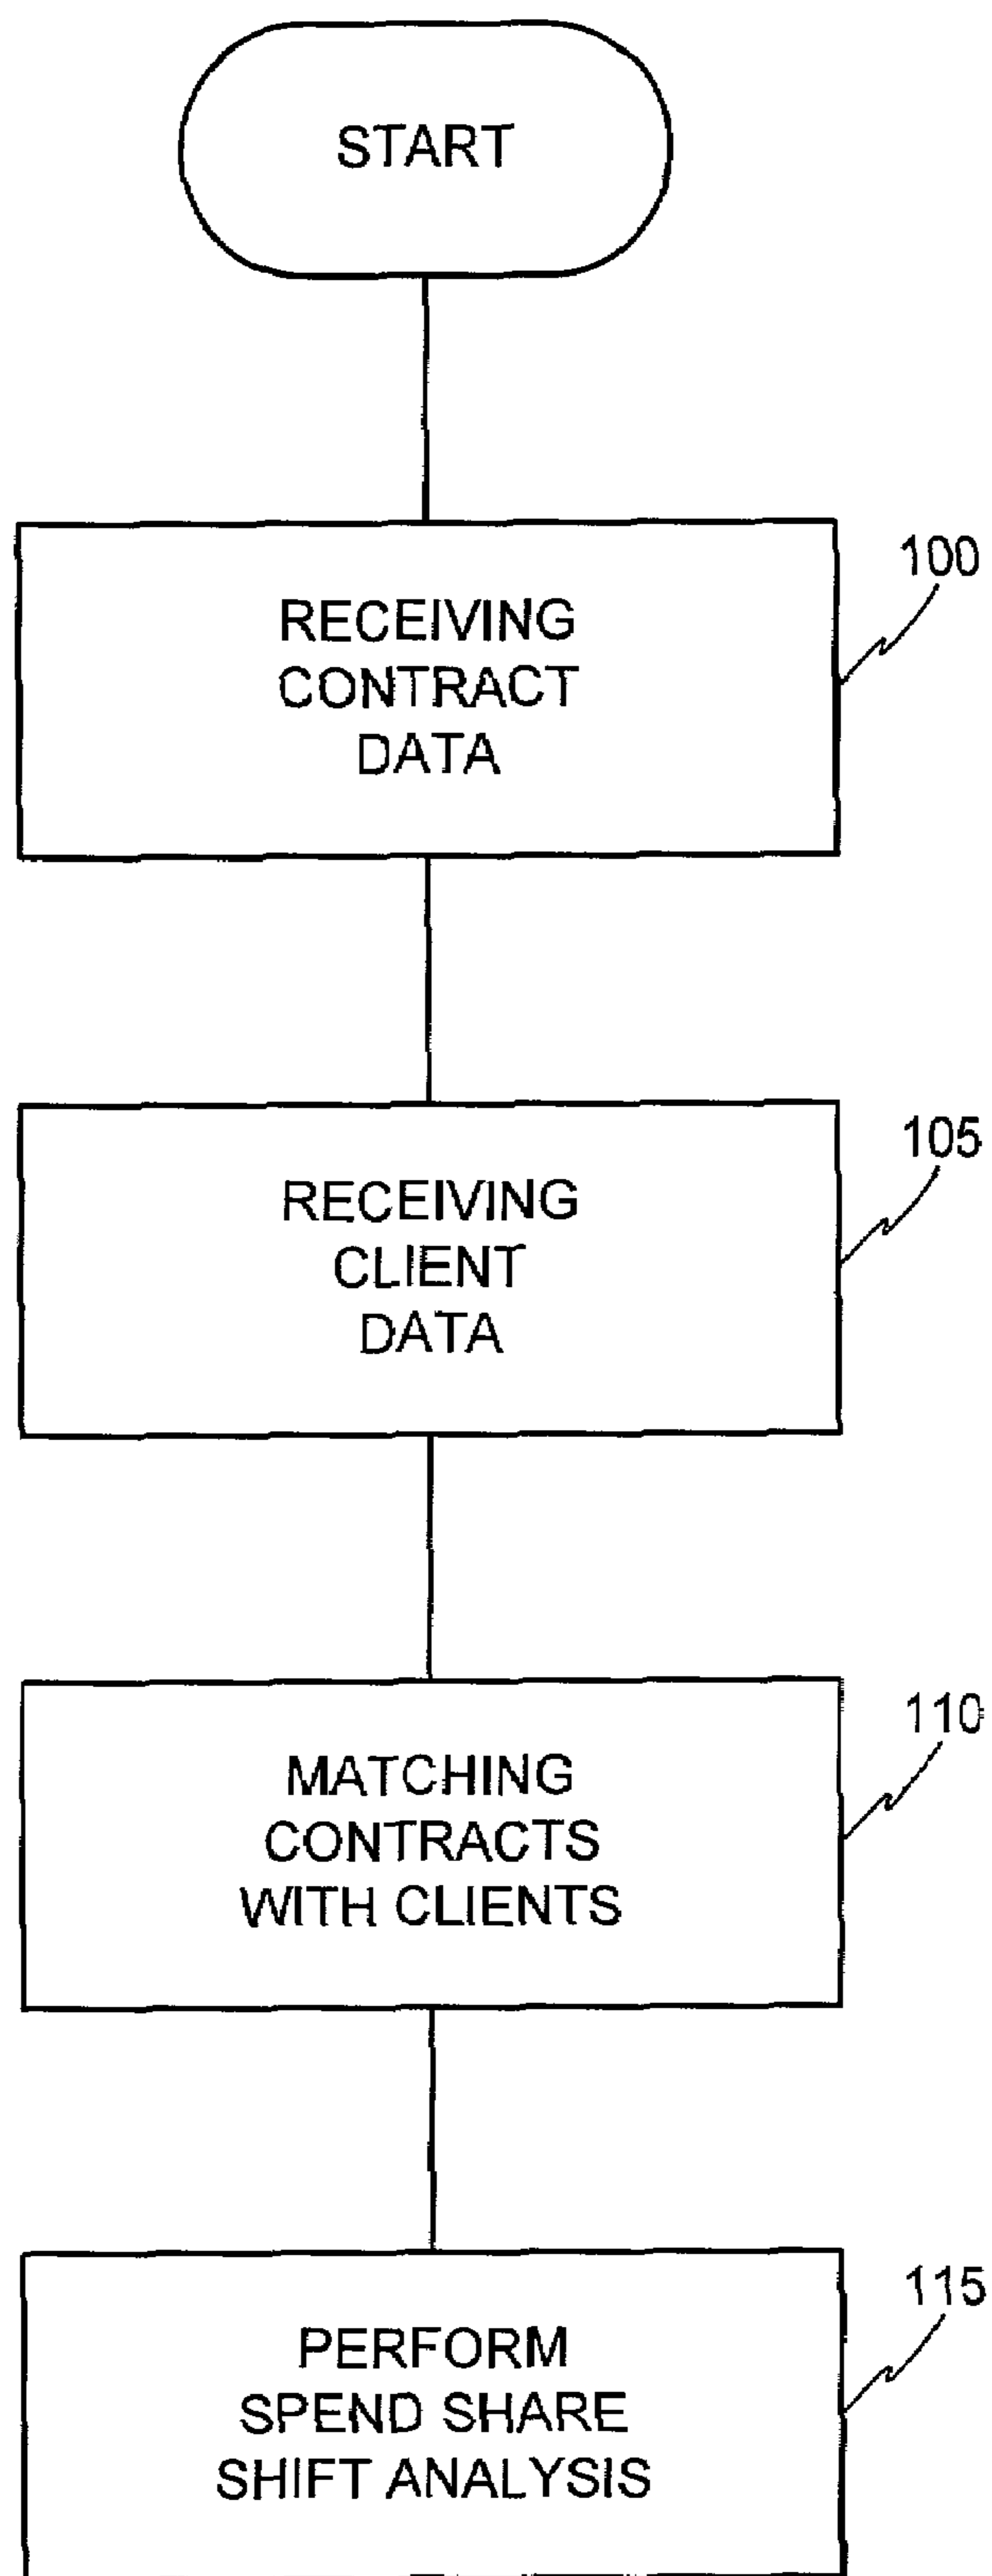 START
100
RECEIVING
CONTRACT
DATA
105
RECEIVING
CLIENT
DATA
110
MATCHING
CONTRACTS
WITH CLIENTS
115
PERFORM
SPEND SHARE
SHIFT ANALYSIS